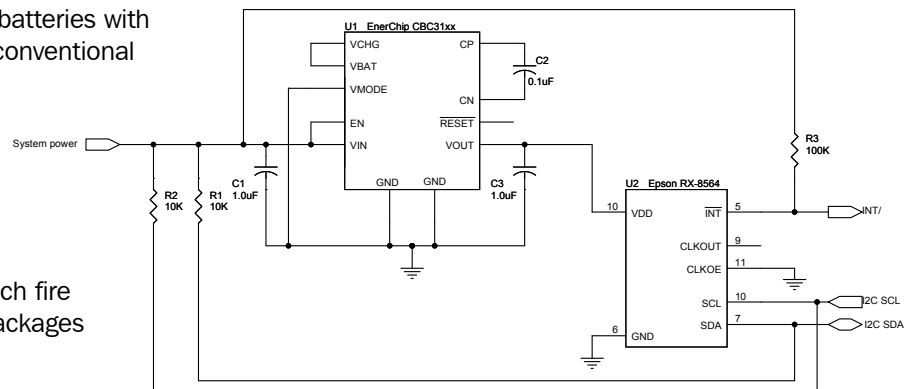 batteries with
conventional
ch fire
ackages
U1 EnerChip CBC31xx
VCHG
VBAT
VMODE
EN
VIN
CP
CN
RESET
VOUT
GND
GND
C2
0.1uF
System power
R2
10K
R1
10K
C1
1.0uF
C3
1.0uF
R3
100K
U2 Epson RX-8564
10
VDD
INT
5
INT/
CLKOUT
9
CLKOE
11
SCL
10
I2C SCL
SDA
7
I2C SDA
6
GND